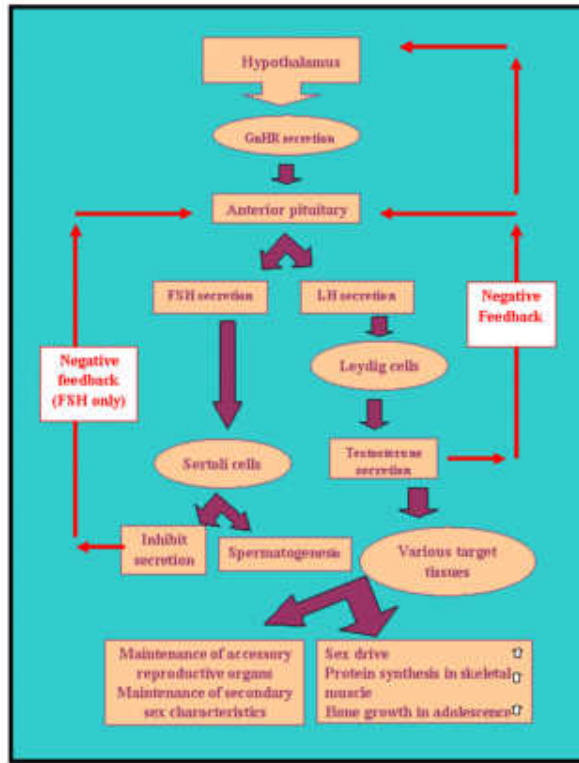 Hypothalamus
GnHR secretion
Anterior pituitary
FSH secretion
LH secretion
Negative
Feedback
Negative
feedback
(FSH only)
Leydig cells
Testosterone
secretion
Sertoli cells
Inhibit
secretion
Spermatogenesis
Various target
tissues
Maintenance of accessory
reproductive organs
Maintenance of secondary
sex characteristics
Sex drive
Protein synthesis in skeletal
muscle
Bone growth in adolescence